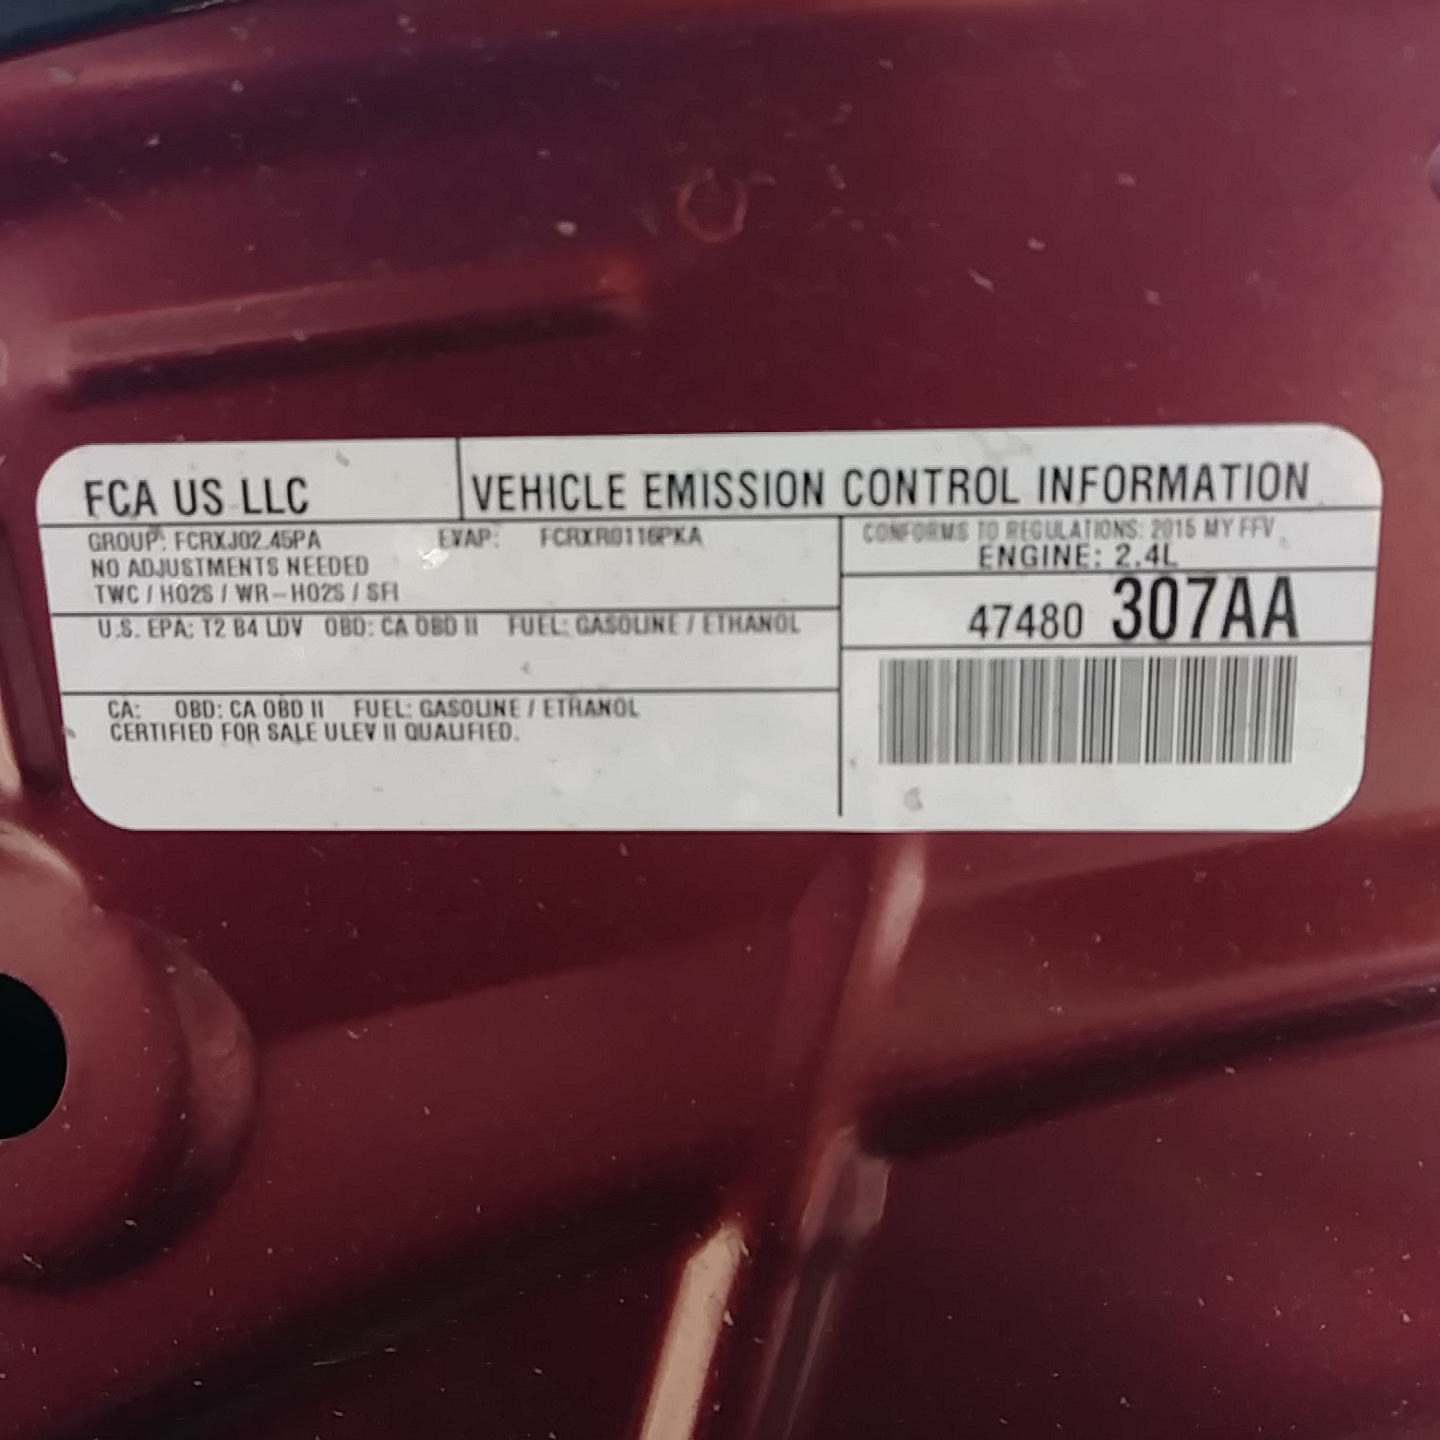 FCA US LLC
VEHICLE EMISSION CONTROL INFORMATION
GROUP: FCRXJ02.45PA EVAP: FCRXR0116PKA
NO ADJUSTMENTS NEEDED
TWC / HO2S / WR-HO2S / SFI
U.S. EPA: T2 B4 LDV OBD: CA OBD II FUEL: GASOLINE / ETHANOL
CA: OBD: CA OBD II FUEL: GASOLINE / ETHANOL
CERTIFIED FOR SALE ULEV II QUALIFIED.
CONFORMS TO REGULATIONS: 2015 MY FFV
ENGINE: 2.4L
47480 307AA